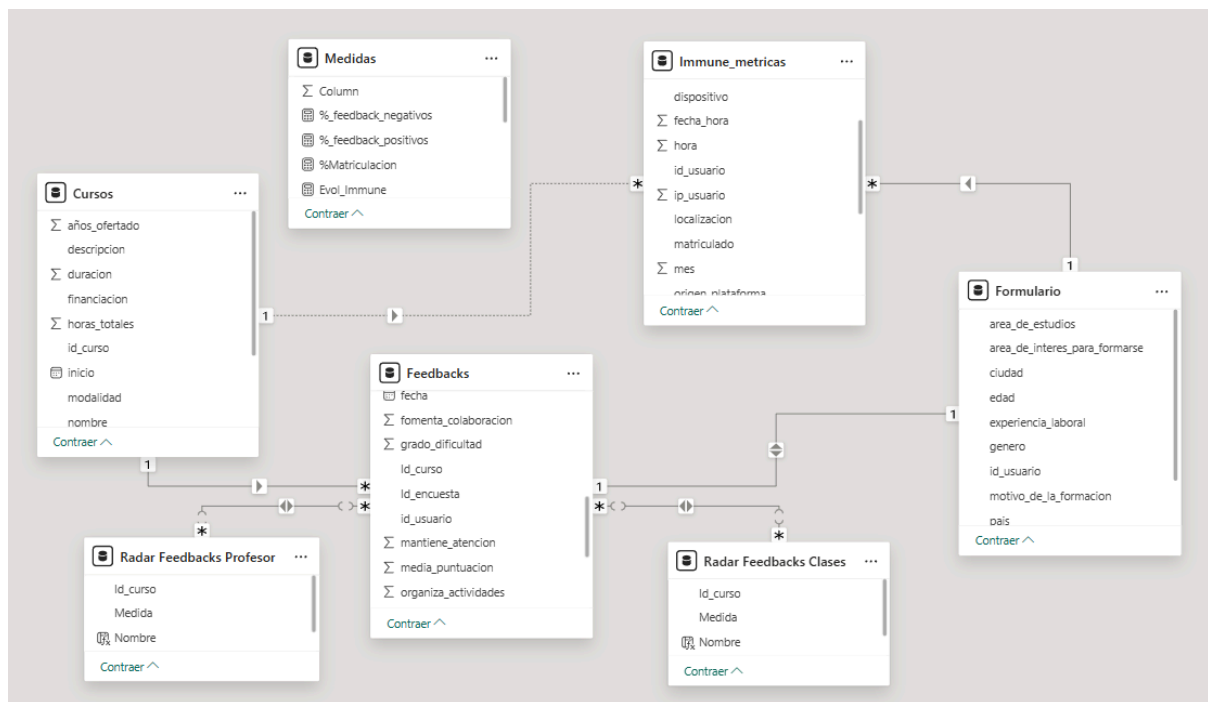 Medidas
Column
%_feedback_negativos
%_feedback_positivos
%Matriculacion
Evol_Immune
Contraer
Immune_metricas
dispositivo
fecha_hora
hora
id_usuario
ip_usuario
localizacion
matriculado
mes
origen_plataforma
Contraer
Cursos
años_ofertado
descripcion
duracion
financiacion
horas_totales
id_curso
inicio
modalidad
nombre
Contraer
Formulario
area_de_estudios
area_de_interes_para_formarse
ciudad
edad
experiencia_laboral
genero
id_usuario
motivo_de_la_formacion
pais
Contraer
Feedbacks
fecha
fomenta_colaboracion
grado_dificultad
Id_curso
Id_encuesta
id_usuario
mantiene_atencion
media_puntuacion
organiza_actividades
Contraer
Radar Feedbacks Profesor
Id_curso
Medida
Nombre
Contraer
Radar Feedbacks Clases
Id_curso
Medida
Nombre
Contraer
1
*
*
1
1
*
*
*
1
*
*
1